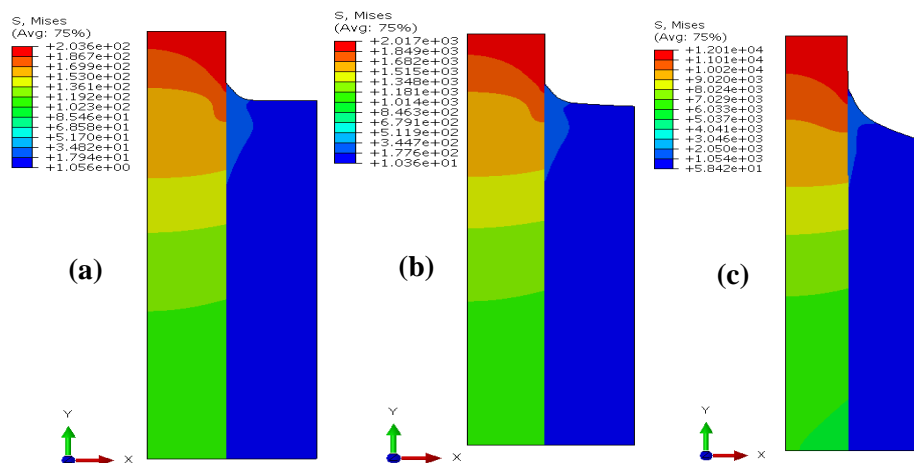 S, Mises
(Avg: 75%)
+2.036e+02
+1.867e+02
+1.699e+02
+1.530e+02
+1.361e+02
+1.192e+02
+1.023e+02
+8.546e+01
+6.858e+01
+5.170e+01
+3.482e+01
+1.794e+01
+1.056e+00
(a)
Y
X
S, Mises
(Avg: 75%)
+2.017e+03
+1.849e+03
+1.682e+03
+1.515e+03
+1.348e+03
+1.181e+03
+1.014e+03
+8.463e+02
+6.791e+02
+5.119e+02
+3.447e+02
+1.776e+02
+1.036e+01
(b)
Y
X
S, Mises
(Avg: 75%)
+1.201e+04
+1.101e+04
+1.002e+04
+9.020e+03
+8.024e+03
+7.029e+03
+6.033e+03
+5.037e+03
+4.041e+03
+3.046e+03
+2.050e+03
+1.054e+03
+5.842e+01
(c)
Y
X